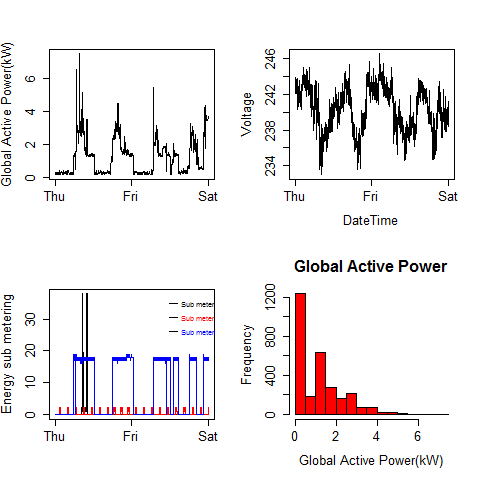 Global Active Power(kW)
0 2 4 6
Thu Fri Sat
Voltage
234 238 242 246
Thu Fri Sat
DateTime
Energy sub metering
0 10 20 30
Sub meter
Sub meter
Sub meter
Thu Fri Sat
Global Active Power
Frequency
0 400 800 1200
0 2 4 6
Global Active Power(kW)